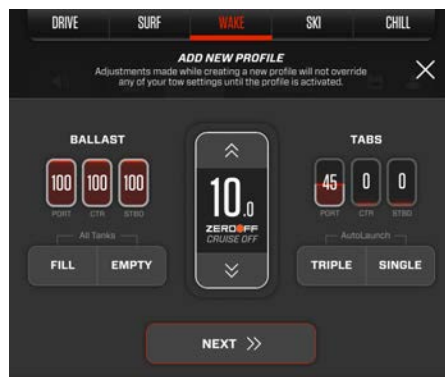 DRIVE SURF WAKE SKI CHILL
ADD NEW PROFILE
Adjustments made while creating a new profile will not override
any of your tow settings until the profile is activated.
BALLAST
100 100 100
PORT CTR STBD
All Tanks
FILL EMPTY
10.0
ZEROOFF
CRUISE OFF
TABS
45 0 0
PORT CTR STBD
AutoLaunch
TRIPLE SINGLE
NEXT